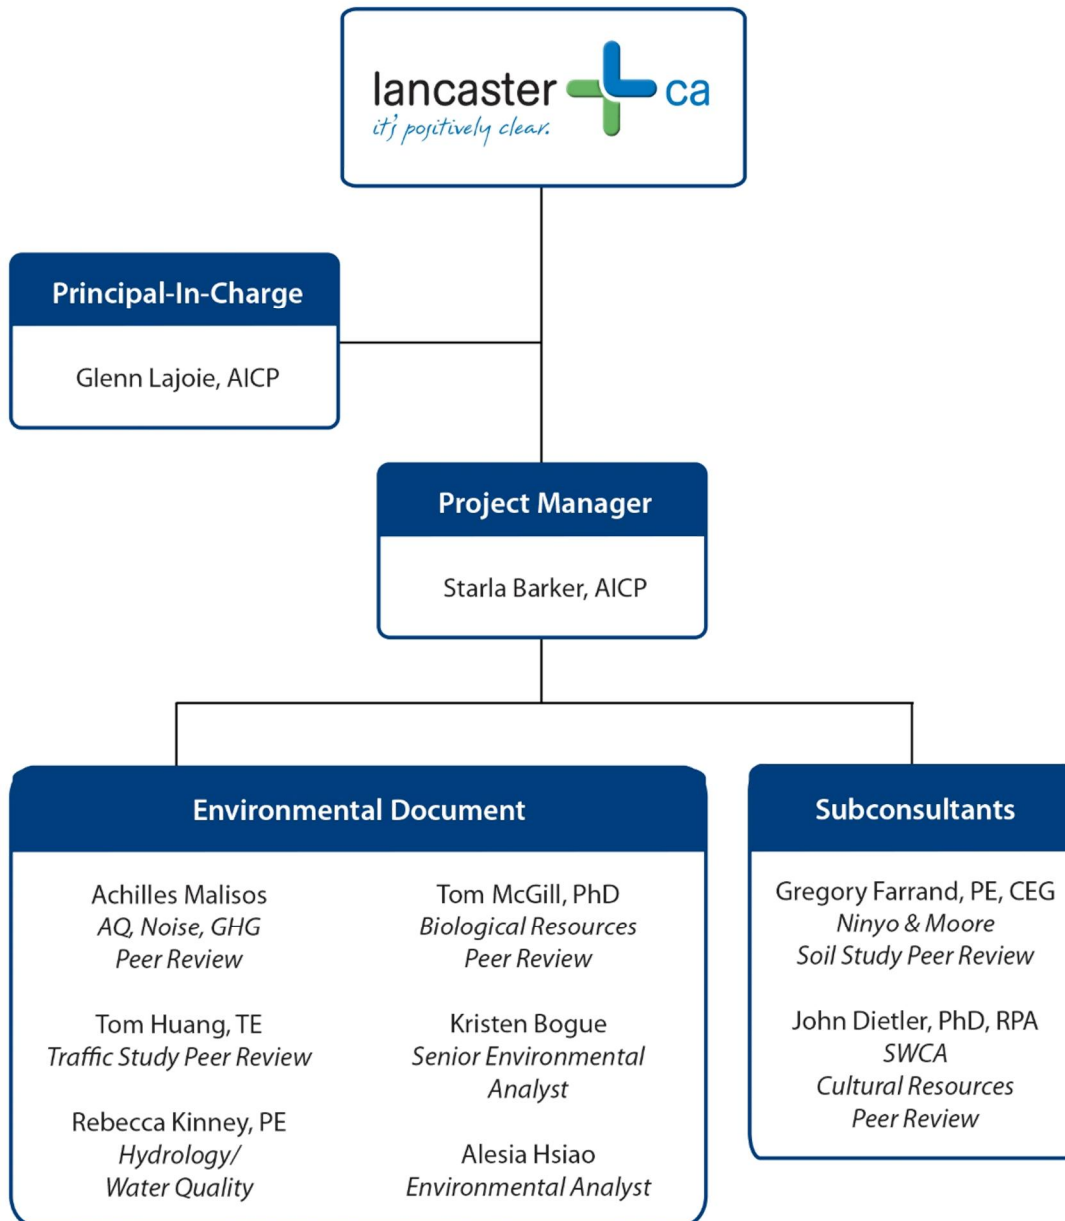 lancaster ca
it's positively clear.
Principal-In-Charge
Glenn Lajoie, AICP
Project Manager
Starla Barker, AICP
Environmental Document
Achilles Malisos
AQ, Noise, GHG
Peer Review
Tom Huang, TE
Traffic Study Peer Review
Rebecca Kinney, PE
Hydrology/
Water Quality
Tom McGill, PhD
Biological Resources
Peer Review
Kristen Bogue
Senior Environmental
Analyst
Alesia Hsiao
Environmental Analyst
Subconsultants
Gregory Farrand, PE, CEG
Ninyo & Moore
Soil Study Peer Review
John Dietler, PhD, RPA
SWCA
Cultural Resources
Peer Review